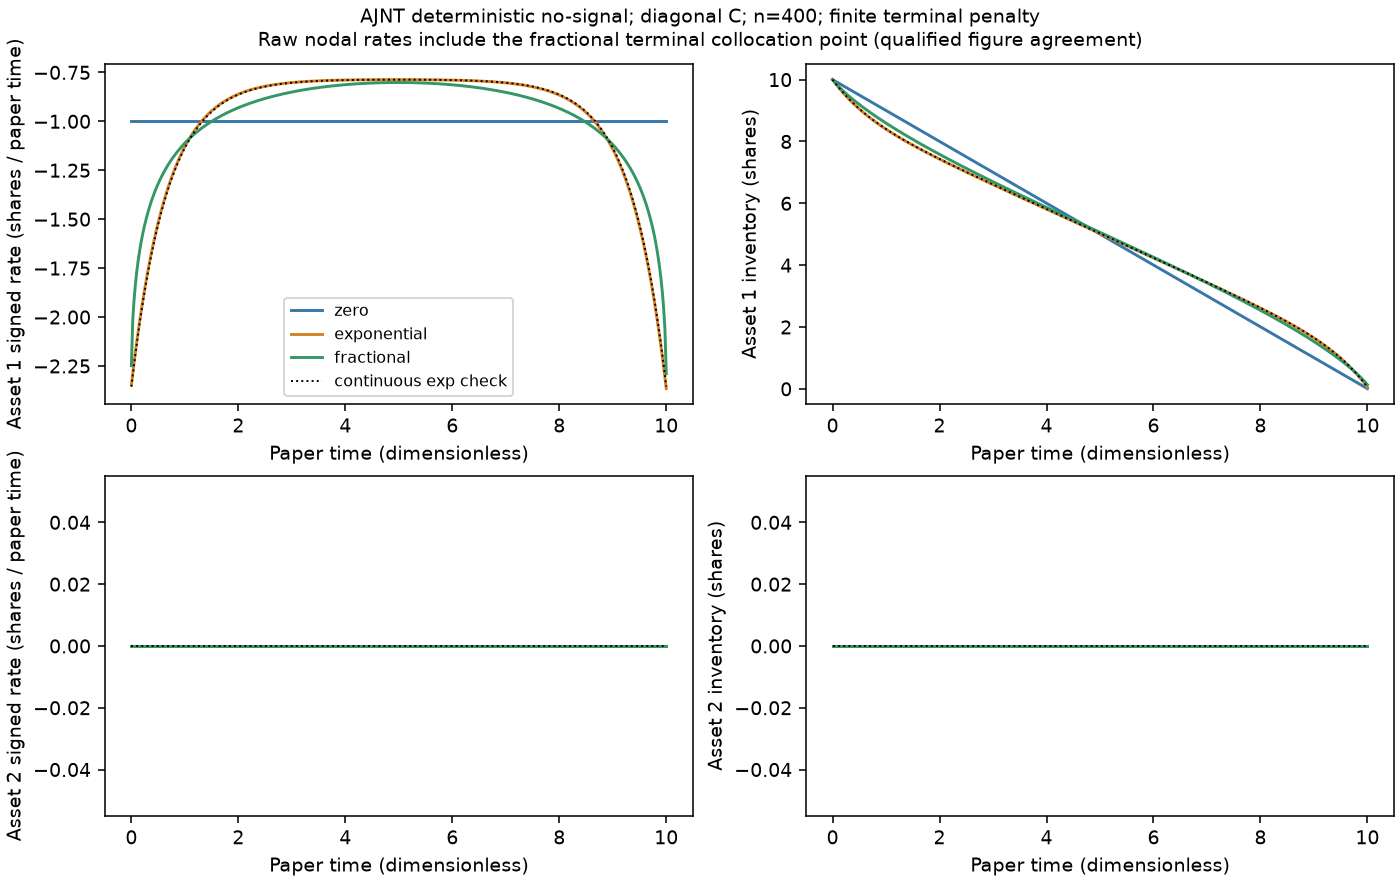 AJNT deterministic no-signal; diagonal C; n=400; finite terminal penalty
Raw nodal rates include the fractional terminal collocation point (qualified figure agreement)
Asset 1 signed rate (shares / paper time)
−0.75
−1.00
−1.25
−1.50
−1.75
−2.00
−2.25
zero
exponential
fractional
continuous exp check
0 2 4 6 8 10
Paper time (dimensionless)
Asset 1 inventory (shares)
10
8
6
4
2
0
0 2 4 6 8 10
Paper time (dimensionless)
Asset 2 signed rate (shares / paper time)
0.04
0.02
0.00
−0.02
−0.04
0 2 4 6 8 10
Paper time (dimensionless)
Asset 2 inventory (shares)
0.04
0.02
0.00
−0.02
−0.04
0 2 4 6 8 10
Paper time (dimensionless)